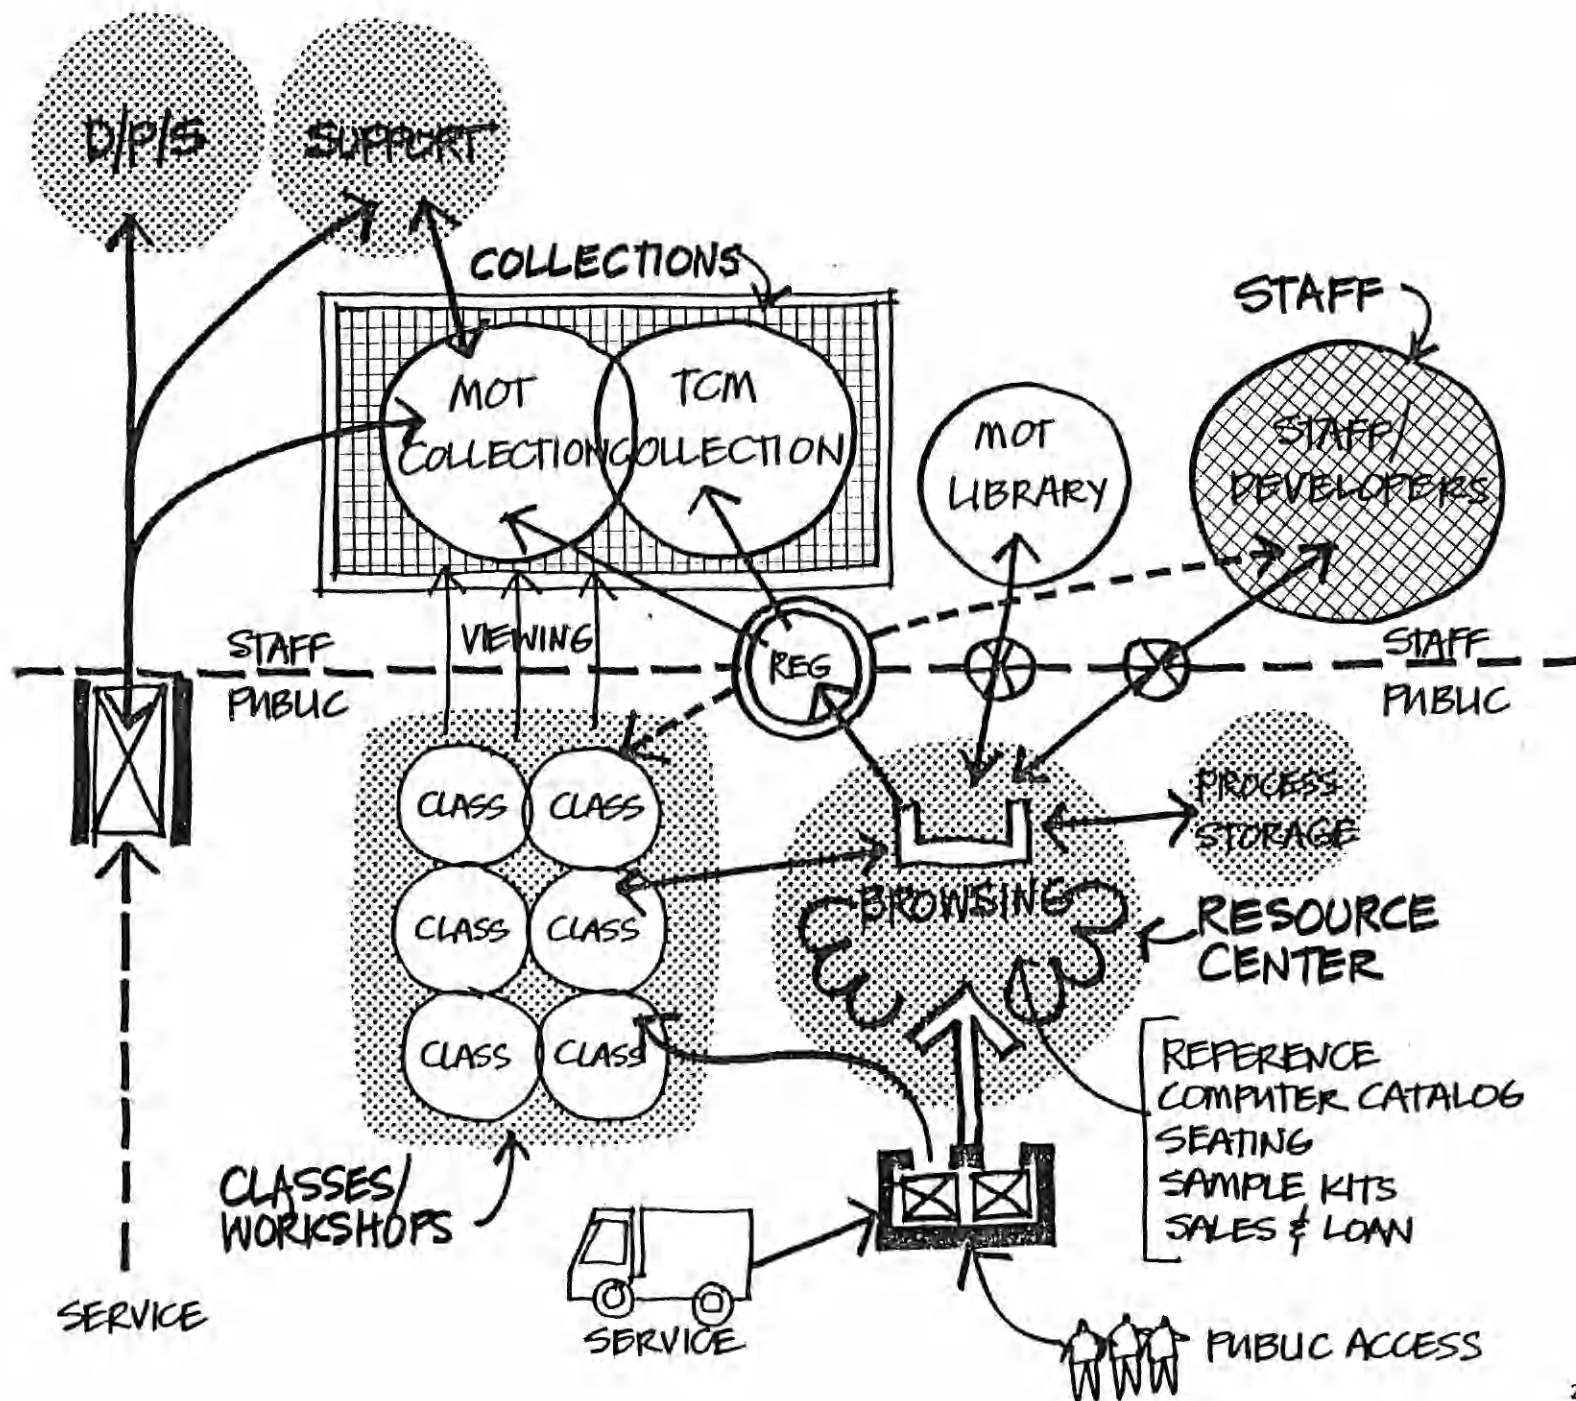 D/P/S
SUPPORT
COLLECTIONS
STAFF
MOT
COLLECTION
TCM
COLLECTION
MOT
LIBRARY
STAFF/
DEVELOPERS
STAFF
PUBLIC
VIEWING
REG
STAFF
PUBLIC
CLASS
CLASS
CLASS
CLASS
CLASS
CLASS
PROCESS
STORAGE
BROWSING
RESOURCE
CENTER
REFERENCE
COMPUTER CATALOG
SEATING
SAMPLE KITS
SALES & LOAN
CLASSES/
WORKSHOPS
SERVICE
SERVICE
PUBLIC ACCESS